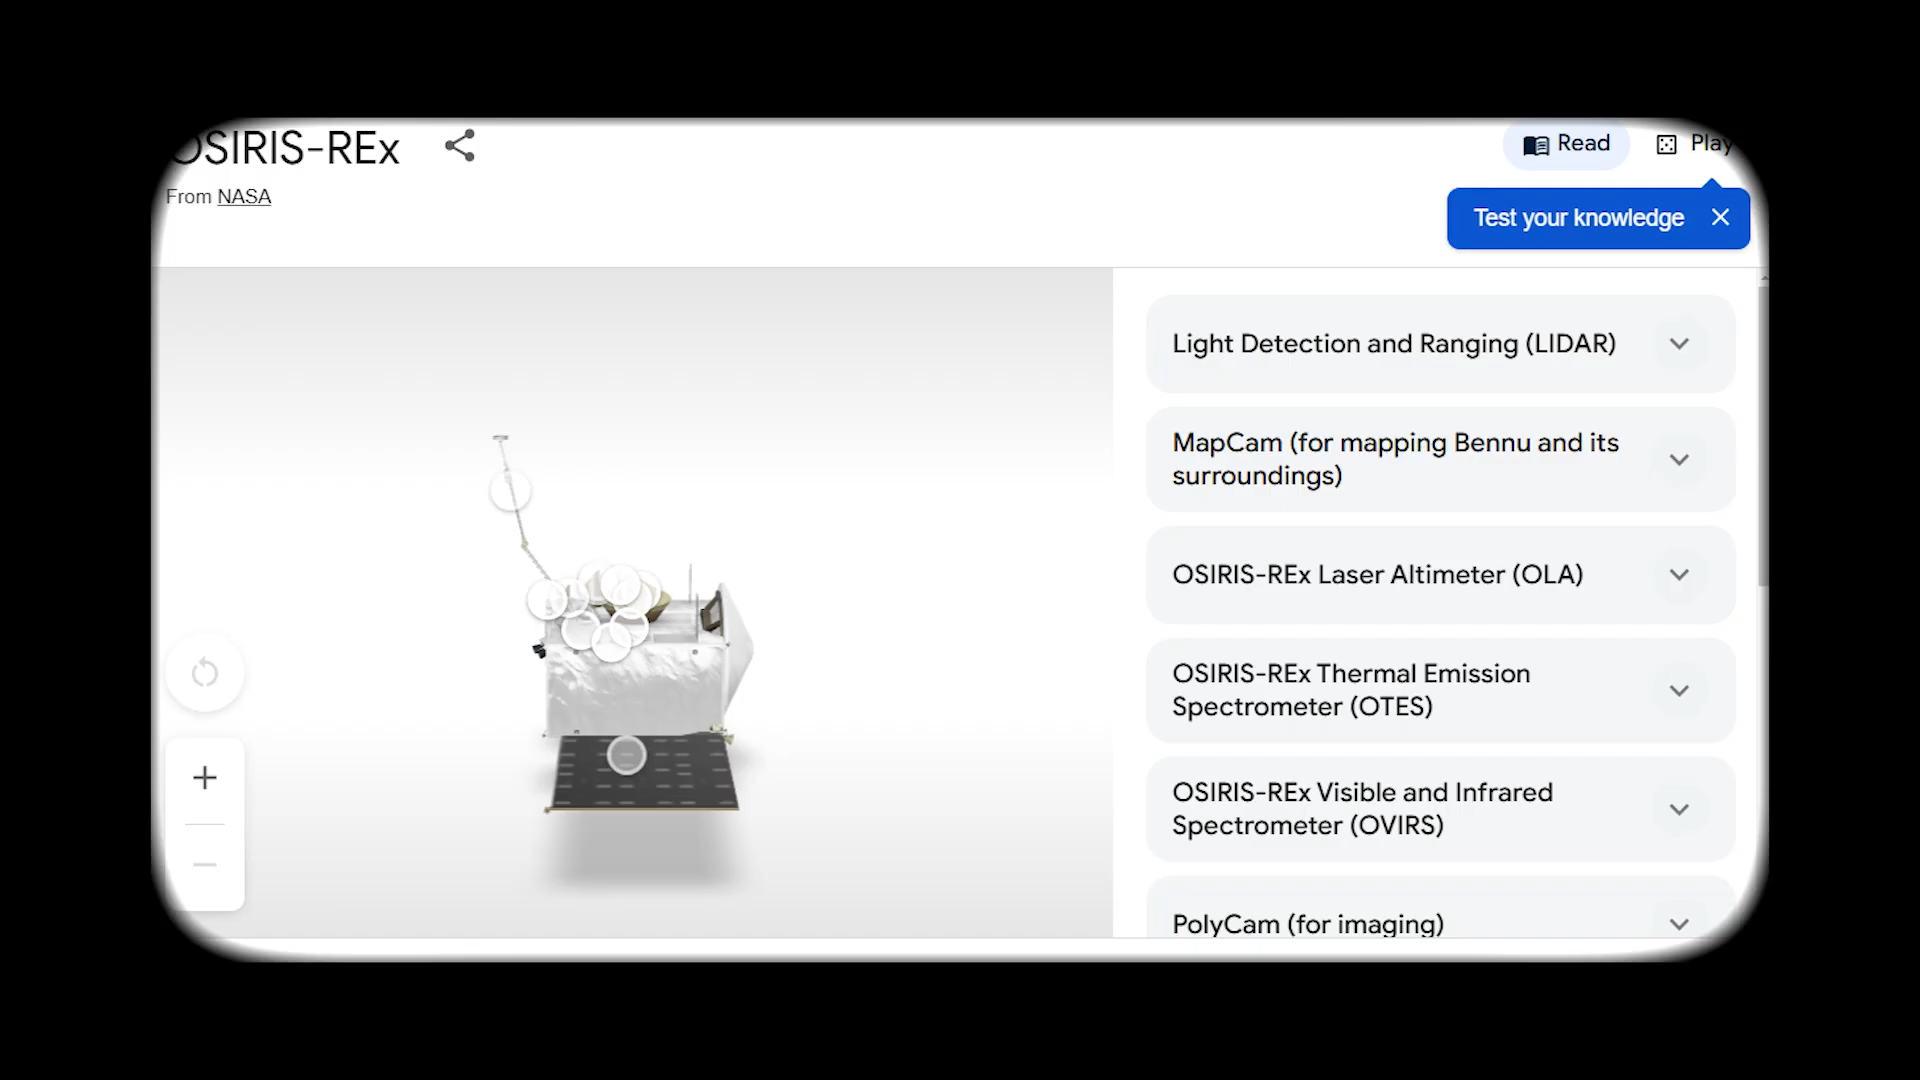 OSIRIS-REx
From NASA
Read
Play
Test your knowledge
Light Detection and Ranging (LIDAR)
MapCam (for mapping Bennu and its
surroundings)
OSIRIS-REx Laser Altimeter (OLA)
OSIRIS-REx Thermal Emission
Spectrometer (OTES)
OSIRIS-REx Visible and Infrared
Spectrometer (OVIRS)
PolyCam (for imaging)